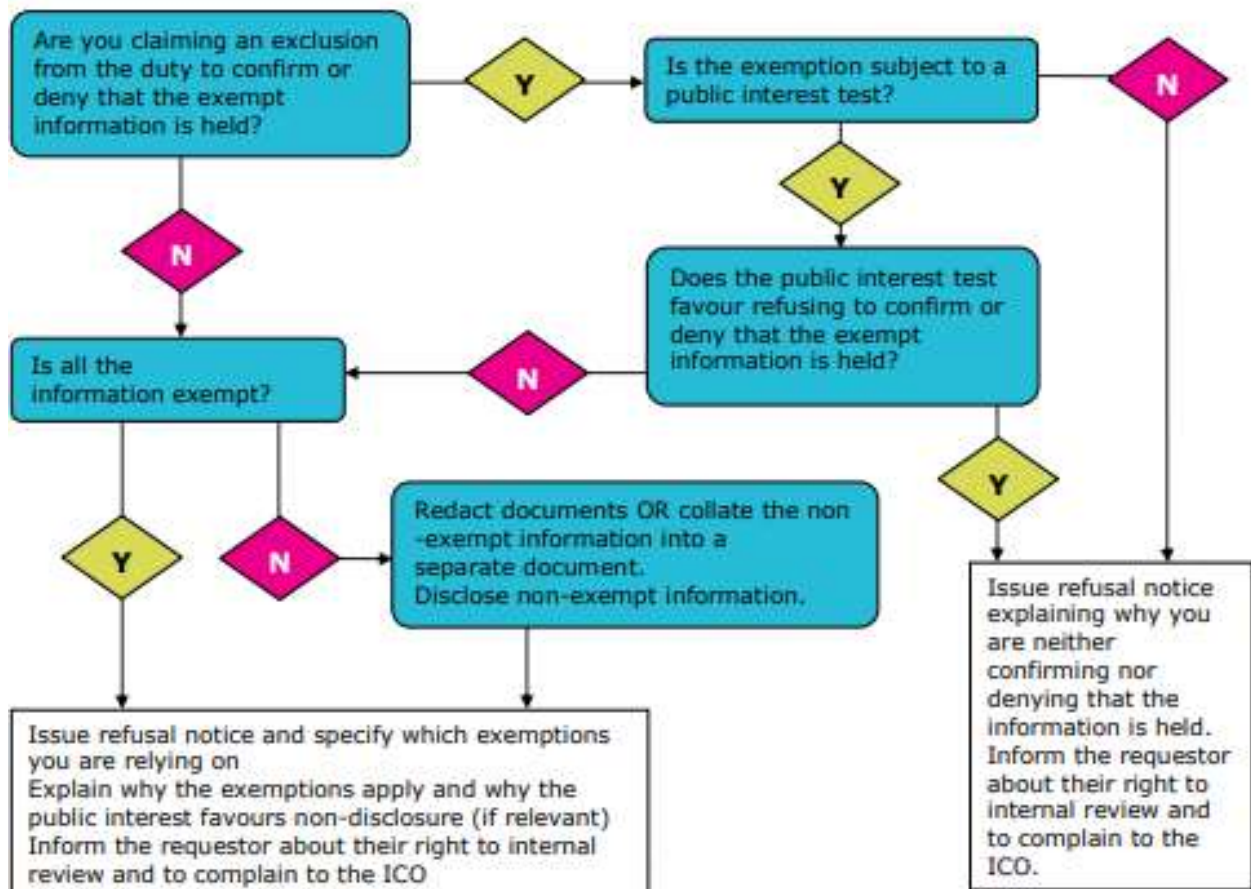 Are you claiming an exclusion
from the duty to confirm or
deny that the exempt
information is held?
Y
Is the exemption subject to a
public interest test?
N
Y
N
Does the public interest test
favour refusing to confirm or
deny that the exempt
information is held?
N
Is all the
information exempt?
Y
Y
N
Redact documents OR collate the non
-exempt information into a
separate document.
Disclose non-exempt information.
Issue refusal notice
explaining why you
are neither
confirming nor
denying that the
information is held.
Inform the requestor
about their right to
internal review and
to complain to the
ICO.
Issue refusal notice and specify which exemptions
you are relying on
Explain why the exemptions apply and why the
public interest favours non-disclosure (if relevant)
Inform the requestor about their right to internal
review and to complain to the ICO